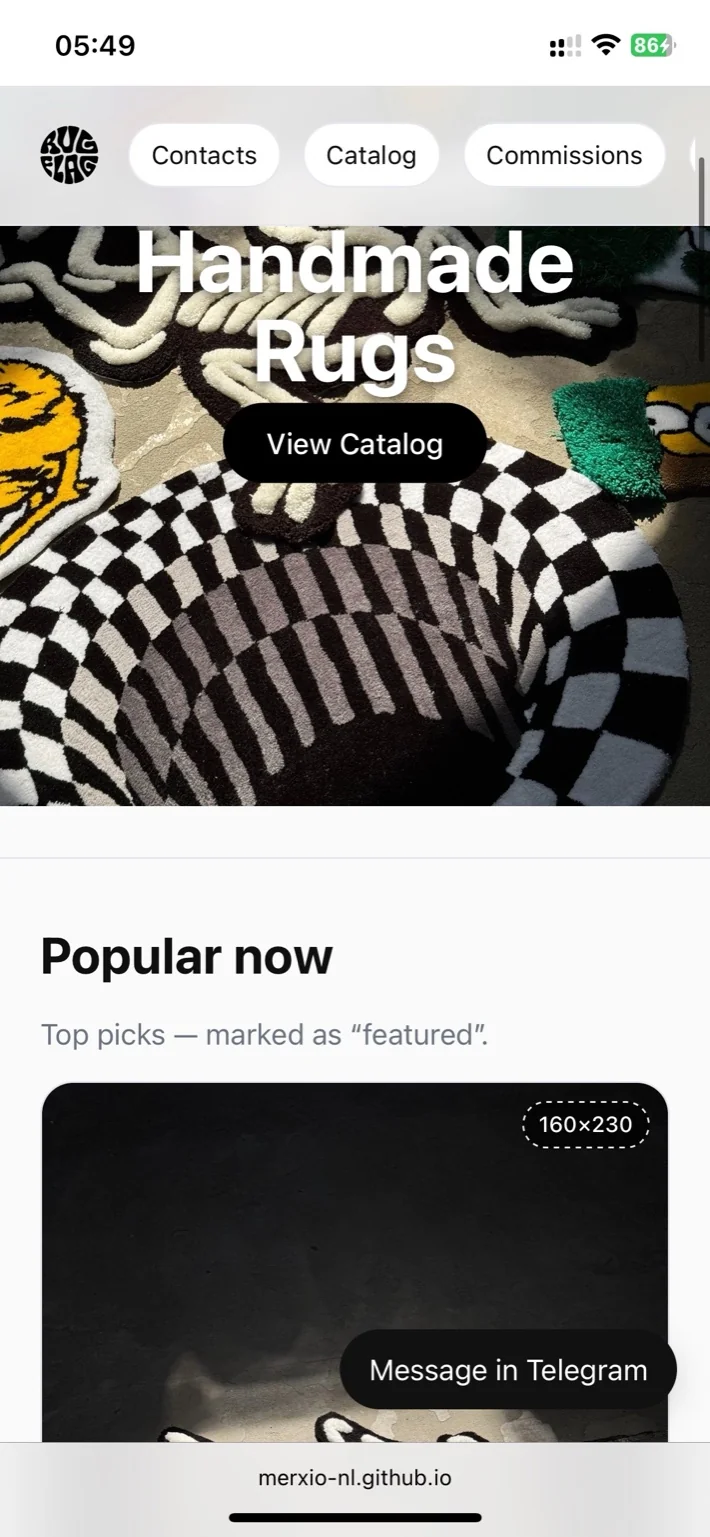 05:49
86
RUG
FLAG
Contacts
Catalog
Commissions
Handmade
Rugs
View Catalog
Popular now
Top picks — marked as “featured”.
160×230
Message in Telegram
merxio-nl.github.io